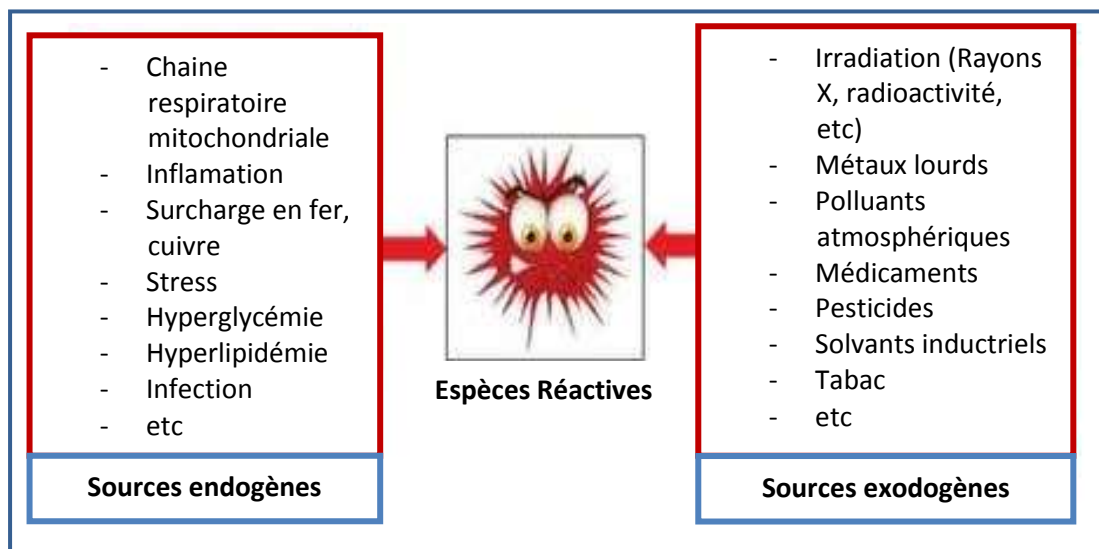 - Chaine
respiratoire
mitochondriale
- Inflamation
- Surcharge en fer,
cuivre
- Stress
- Hyperglycémie
- Hyperlipidémie
- Infection
- etc
Sources endogènes
Espèces Réactives
- Irradiation (Rayons
X, radioactivité,
etc)
- Métaux lourds
- Polluants
atmosphériques
- Médicaments
- Pesticides
- Solvants inductriels
- Tabac
- etc
Sources exodogènes